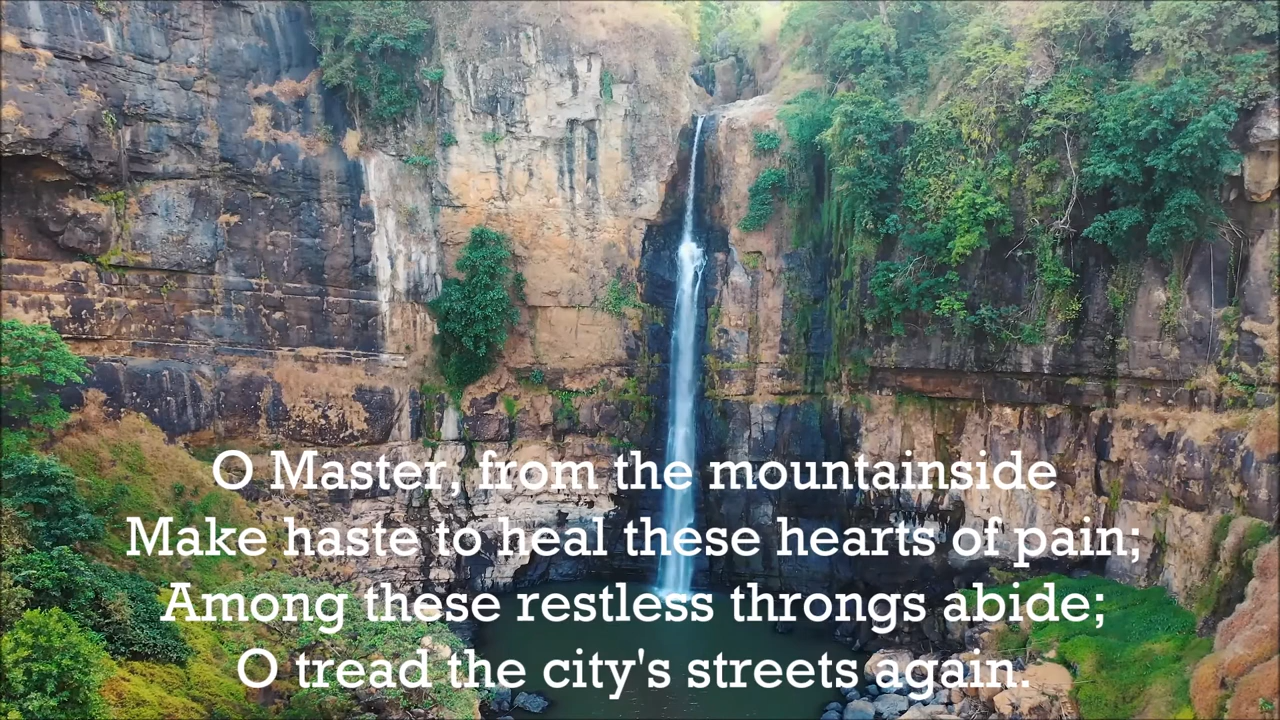 O Master, from the mountainside
Make haste to heal these hearts of pain;
Among these restless throngs abide;
O tread the city's streets again.